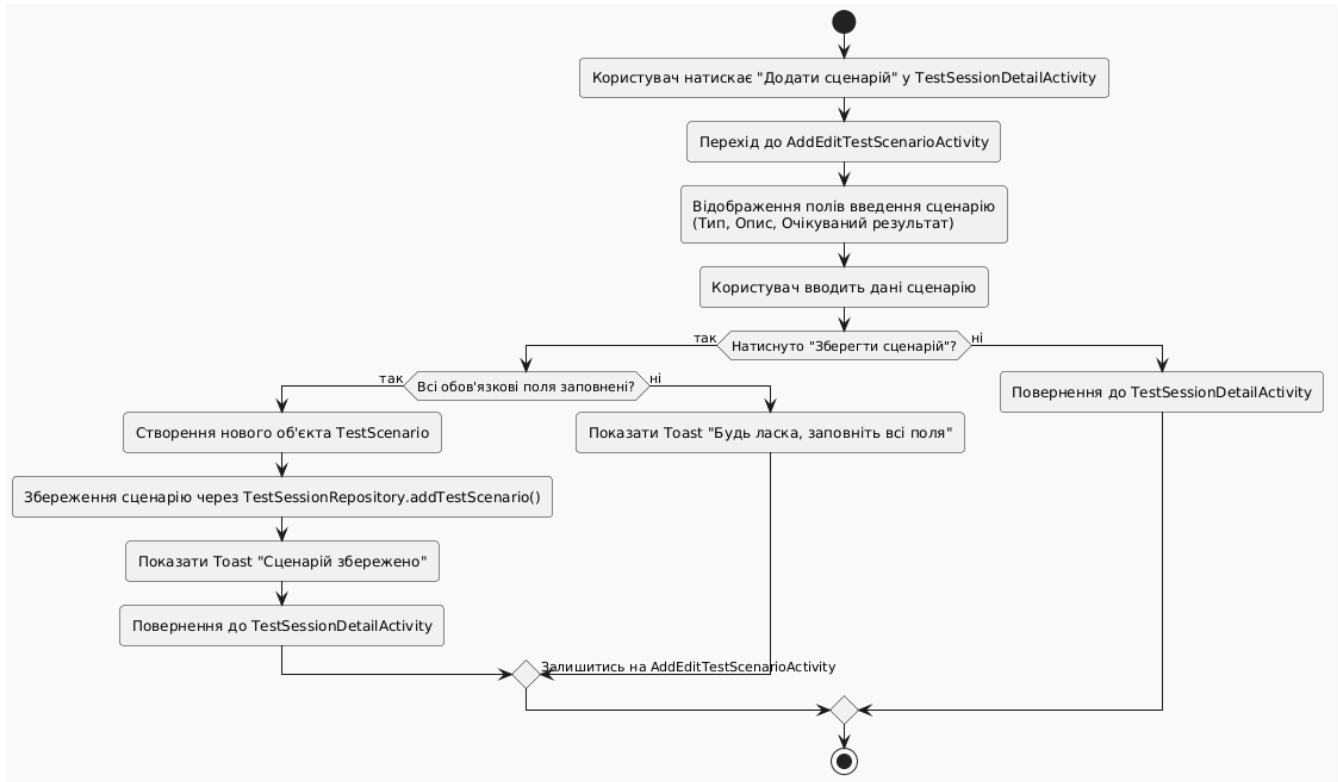 Користувач натискає "Додати сценарій" у TestSessionDetailActivity
Перехід до AddEditTestScenarioActivity
Відображення полів введення сценарію
(Тип, Опис, Очікуваний результат)
Користувач вводить дані сценарію
так
Натиснуто "Зберегти сценарій"?
ні
так
Всі обов'язкові поля заповнені?
ні
Створення нового об'єкта TestScenario
Збереження сценарію через TestSessionRepository.addTestScenario()
Показати Toast "Сценарій збережено"
Повернення до TestSessionDetailActivity
Показати Toast "Будь ласка, заповніть всі поля"
Залишитись на AddEditTestScenarioActivity
Повернення до TestSessionDetailActivity